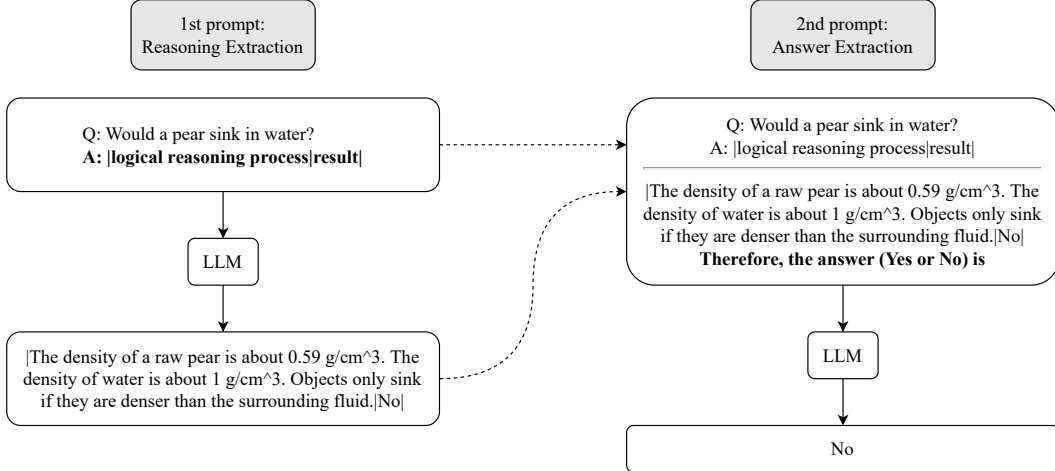 1st prompt:
Reasoning Extraction
Q: Would a pear sink in water?
A: |logical reasoning process|result|
LLM
|The density of a raw pear is about 0.59 g/cm^3. The
density of water is about 1 g/cm^3. Objects only sink
if they are denser than the surrounding fluid.|No|
2nd prompt:
Answer Extraction
Q: Would a pear sink in water?
A: |logical reasoning process|result|
|The density of a raw pear is about 0.59 g/cm^3. The
density of water is about 1 g/cm^3. Objects only sink
if they are denser than the surrounding fluid.|No|
Therefore, the answer (Yes or No) is
LLM
No